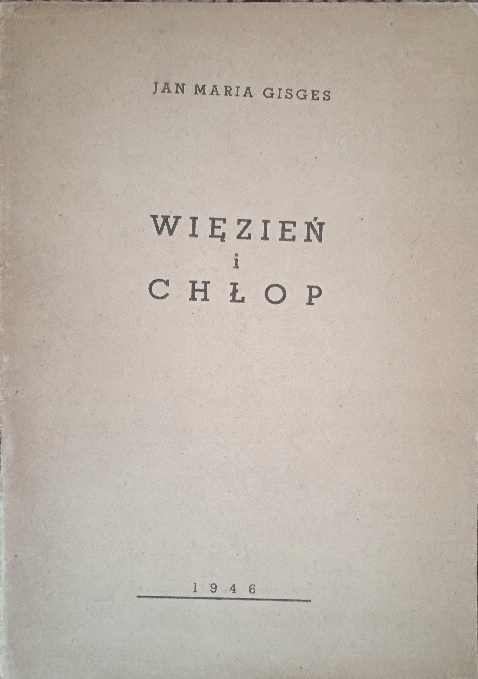 JAN MARIA GISGES
WIĘZIEŃ
i
CHŁOP
1946